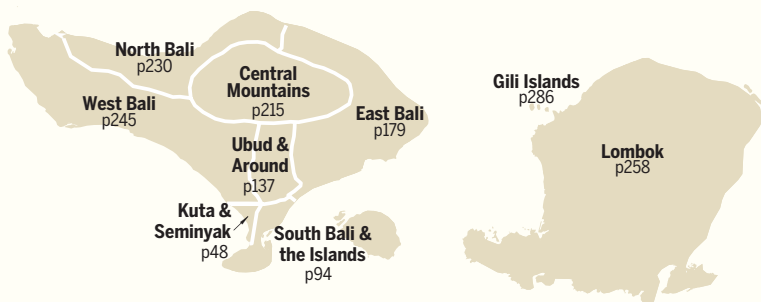 North Bali
p230
Central
Mountains
p215
Gili Islands
p286
West Bali
p245
East Bali
p179
Ubud &
Around
p137
Lombok
p258
Kuta &
Seminyak
p48
South Bali &
the Islands
p94